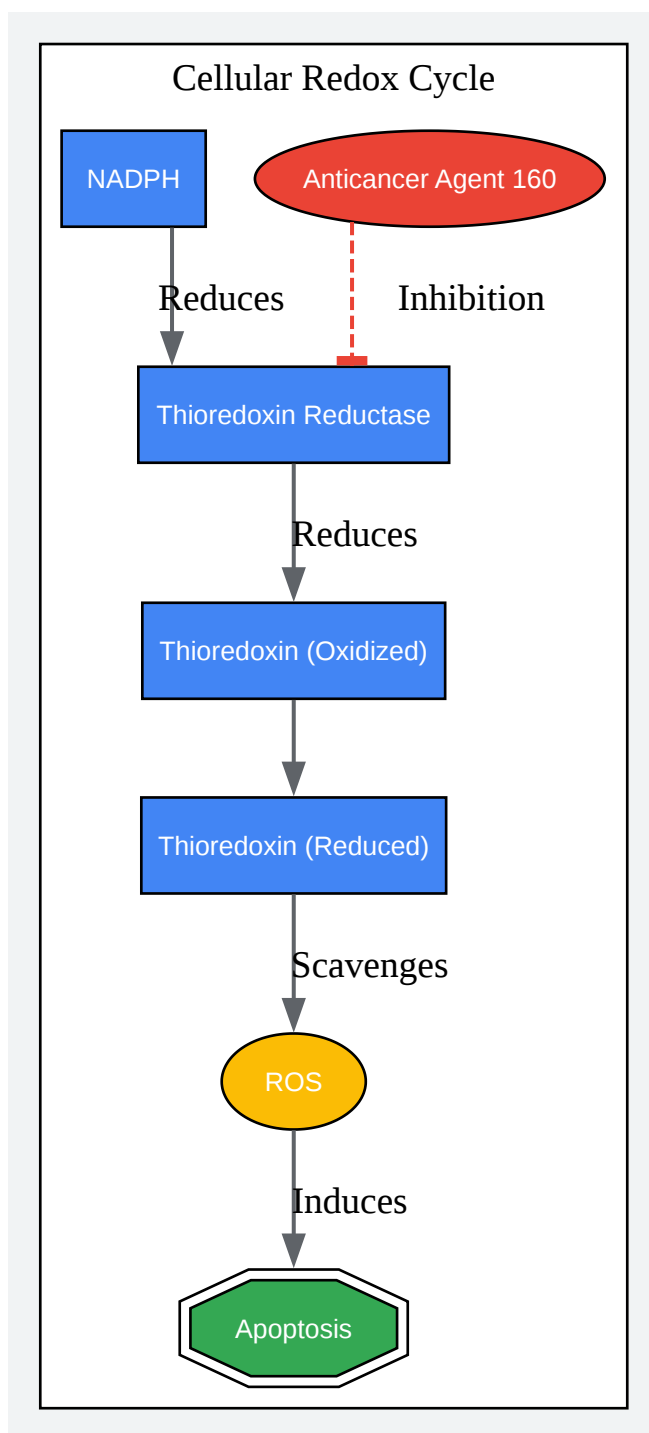 Cellular Redox Cycle
NADPH
Anticancer Agent 160
Reduces
Inhibition
Thioredoxin Reductase
Reduces
Thioredoxin (Oxidized)
Thioredoxin (Reduced)
Scavenges
ROS
Induces
Apoptosis